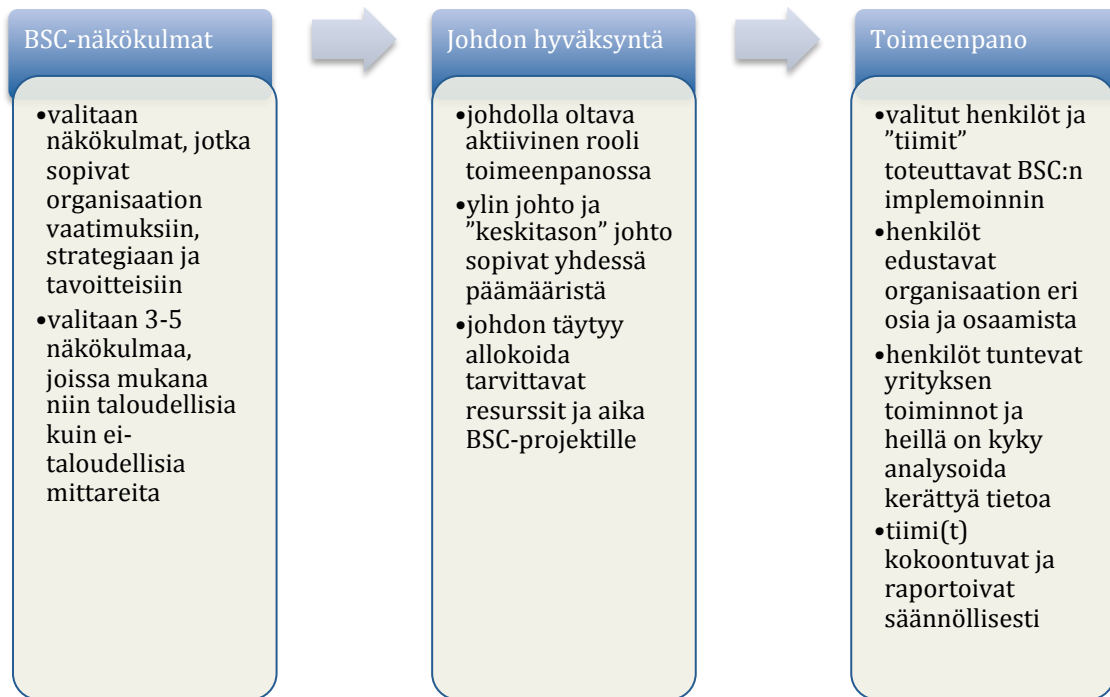 BSC-näkökulmat
•valitaan
näkökulmat, jotka
sopivat
organisaation
vaatimuksiin,
strategiaan ja
tavoitteisiin
•valitaan 3-5
näkökulmaa,
joissa mukana
niin taloudellisia
kuin ei-
taloudellisia
mittareita
Johdon hyväksyntä
•johdolla oltava
aktiivinen rooli
toimeenpanossa
•ylin johto ja
”keskitason” johto
sopivat yhdessä
päämääristä
•johdon täytyy
allokoida
tarvittavat
resurssit ja aika
BSC-projektille
Toimeenpano
•valitut henkilöt ja
”tiimit”
toteuttavat BSC:n
implemoinnin
•henkilöt
edustavat
organisaation eri
osia ja osaamista
•henkilöt tuntevat
yrityksen
toiminnot ja
heillä on kyky
analysoida
kerättyä tietoa
•tiimi(t)
kokoontuvat ja
raportoivat
säännöllisesti